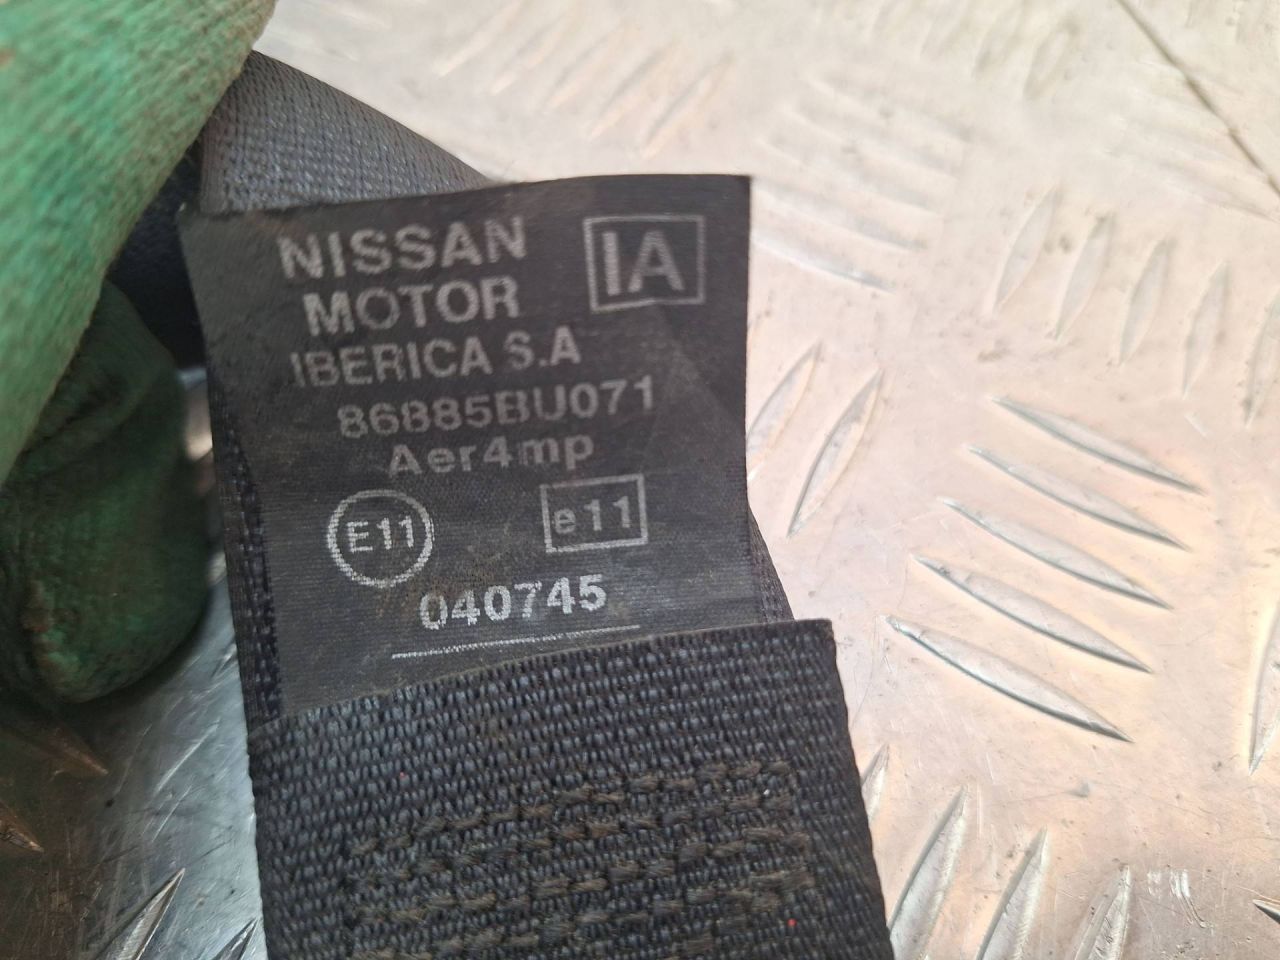 NISSAN
MOTOR
IBERICA S.A
IA
86885BU071
Aer4mp
E11 e11
040745